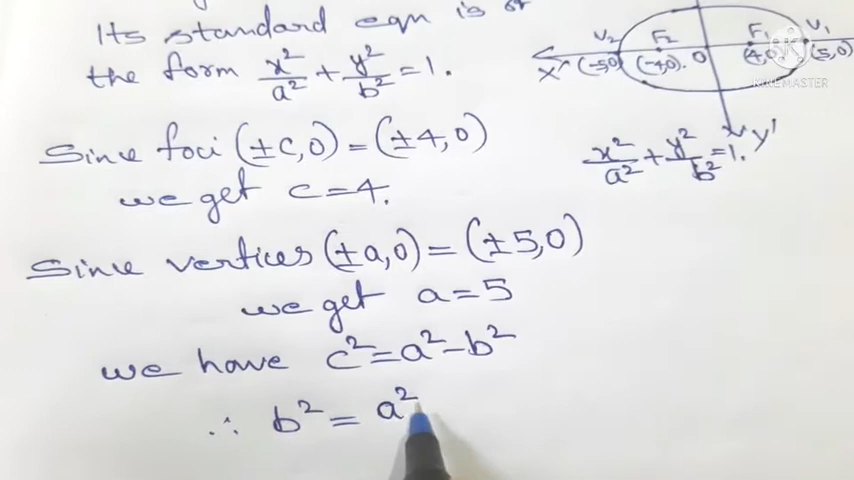 Its standard eqn is of
the form x²/a² + y²/b² = 1.
Since foci (±c,0) = (±4,0)
we get c = 4.
Since vertices (±a,0) = (±5,0)
we get a = 5
we have c² = a² – b²
∴ b² = a²
V₂ F₂ F₁ V₁
X' (-5,0) (-4,0). O (4,0) (5,0)
Y'
x²/a² + y²/b² = 1.
KINEMASTER